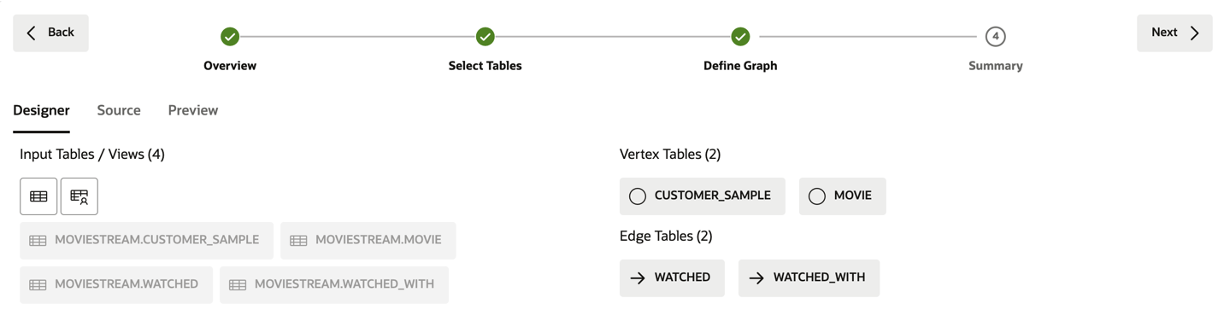 Back
4
Next
Overview
Select Tables
Define Graph
Summary
Designer
Source
Preview
Input Tables / Views (4)
MOVIESTREAM.CUSTOMER_SAMPLE
MOVIESTREAM.MOVIE
MOVIESTREAM.WATCHED
MOVIESTREAM.WATCHED_WITH
Vertex Tables (2)
CUSTOMER_SAMPLE
MOVIE
Edge Tables (2)
WATCHED
WATCHED_WITH